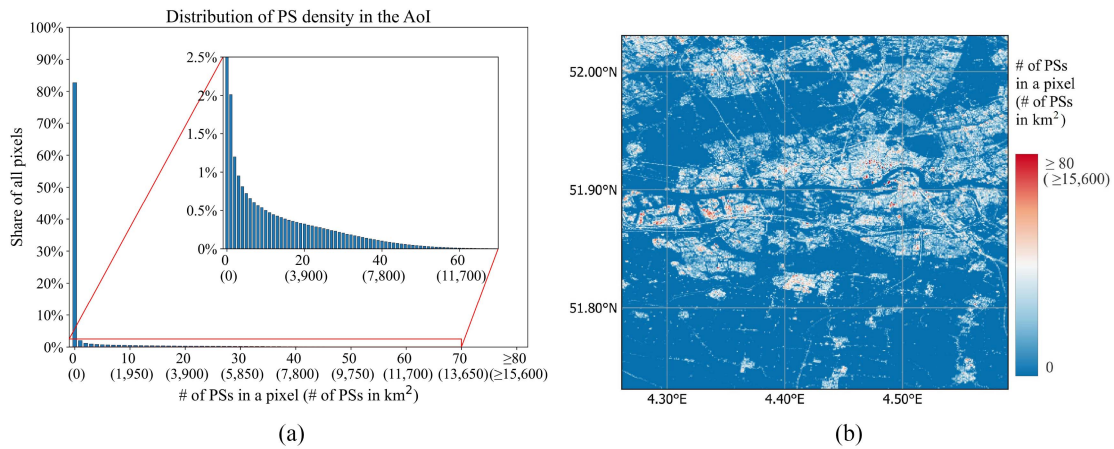 Distribution of PS density in the AoI
100%
90%
80%
70%
60%
50%
40%
30%
20%
10%
0%
Share of all pixels
2.5%
2%
1.5%
1%
0.5%
0%
0 20 40 60
(0) (3,900) (7,800) (11,700)
0 10 20 30 40 50 60 70 ≥80
(0) (1,950) (3,900) (5,850) (7,800) (9,750) (11,700) (13,650) (≥15,600)
# of PSs in a pixel (# of PSs in km²)
(a)
52.00°N
51.90°N
51.80°N
4.30°E 4.40°E 4.50°E
# of PSs
in a pixel
(# of PSs
in km²)
≥ 80
( ≥15,600)
0
(b)